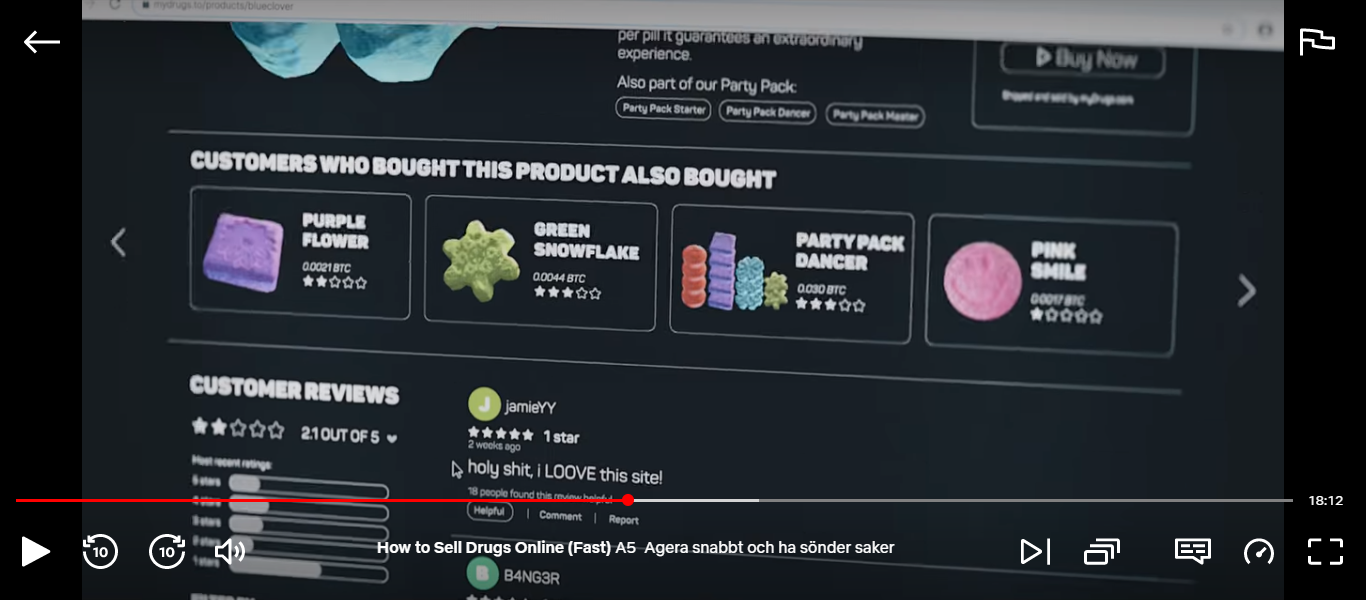 mydrugs.to/products/blueclover
per pill it guarantees an extraordinary
experience.
Also part of our Party Pack:
Party Pack Starter
Party Pack Dancer
Party Pack Master
Buy Now
Shipped and sold by myDrugs.com
CUSTOMERS WHO BOUGHT THIS PRODUCT ALSO BOUGHT
PURPLE
FLOWER
0.0021 BTC
GREEN
SNOWFLAKE
0.0044 BTC
PARTY PACK
DANCER
0.030 BTC
PINK
SMILE
0.0017 BTC
CUSTOMER REVIEWS
2.1 OUT OF 5
Most recent ratings:
5 stars
4 stars
3 stars
2 stars
1 stars
J
jamieYY
1 star
2 weeks ago
holy shit, i LOOVE this site!
18 people found this review helpful
Helpful | Comment | Report
B
B4NG3R
18:12
10
10
How to Sell Drugs Online (Fast) A5 Agera snabbt och ha sönder saker